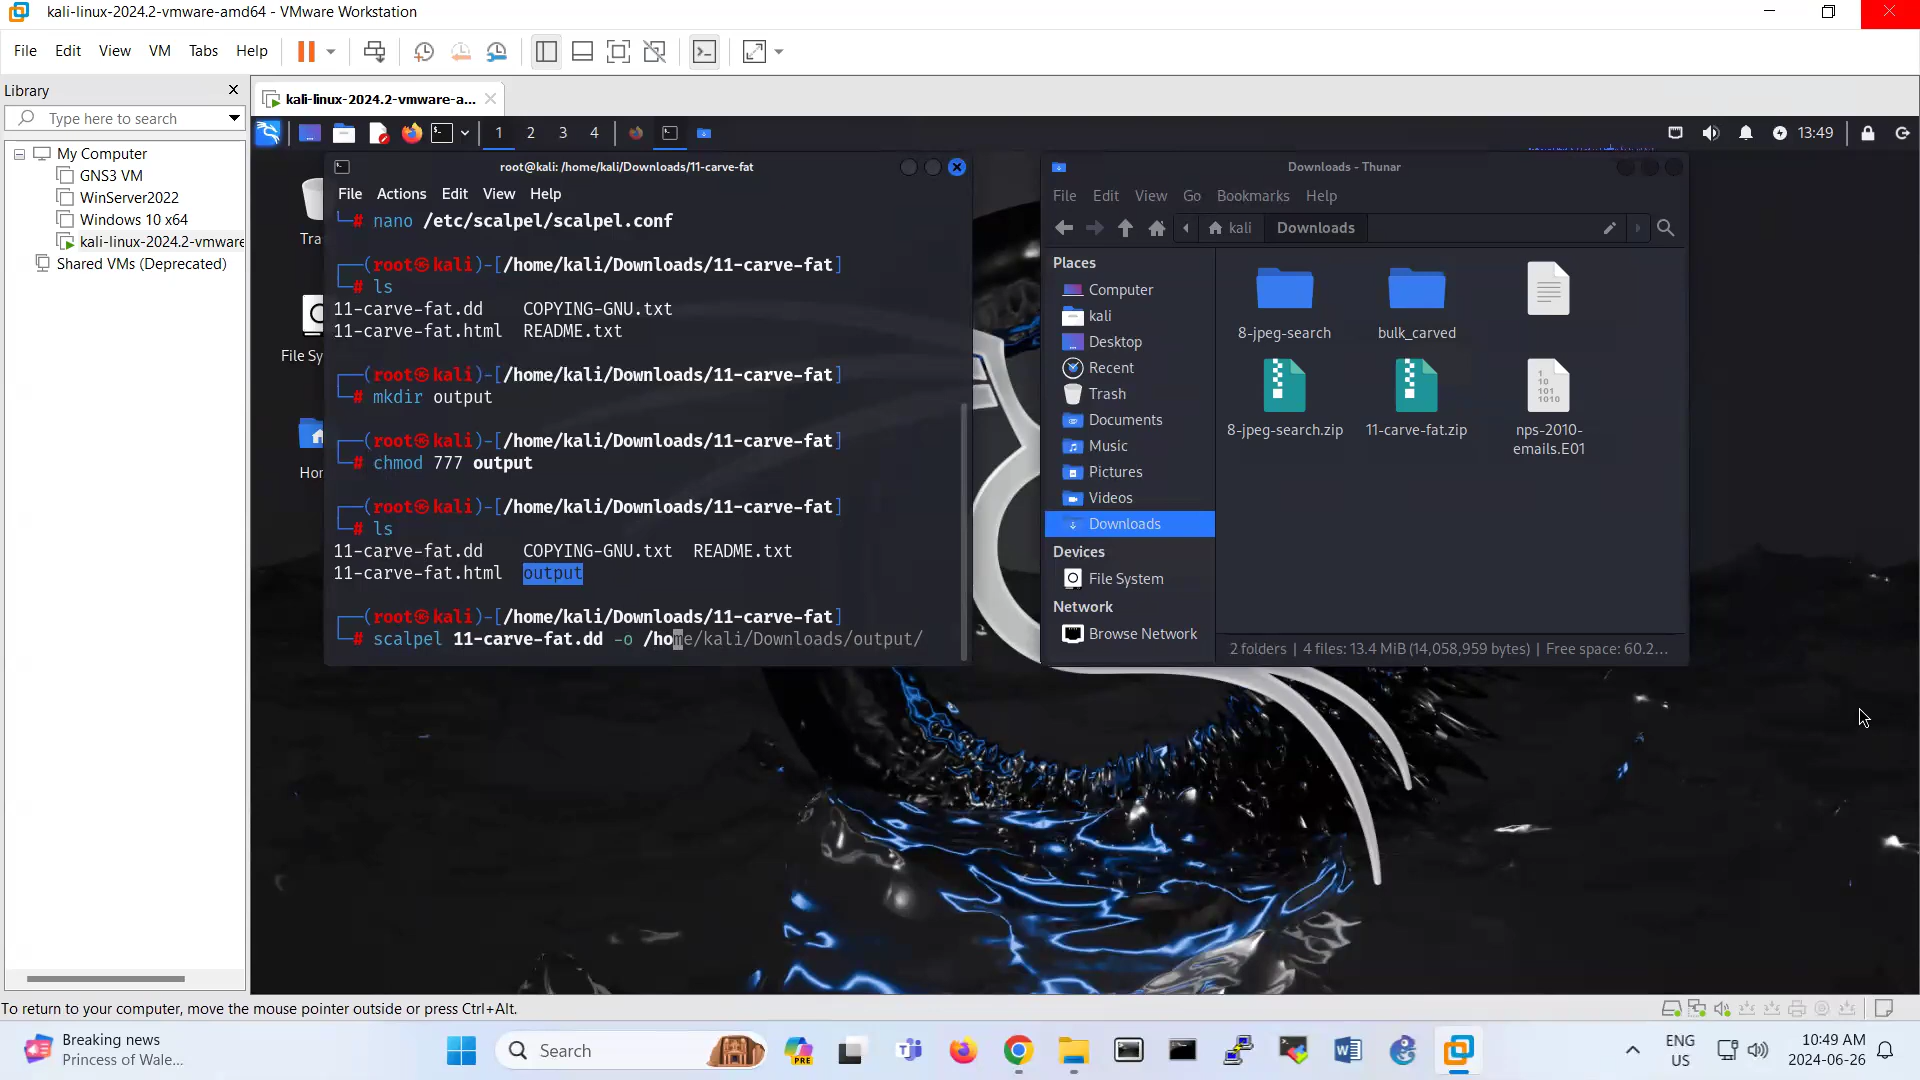 kali-linux-2024.2-vmware-amd64 - VMware Workstation
File Edit View VM Tabs Help
Library
Type here to search
My Computer
GNS3 VM
WinServer2022
Windows 10 x64
kali-linux-2024.2-vmware
Shared VMs (Deprecated)
kali-linux-2024.2-vmware-a...
1 2 3 4
13:49
Tra
File Sy
Hor
root@kali: /home/kali/Downloads/11-carve-fat
File Actions Edit View Help
└─# nano /etc/scalpel/scalpel.conf
┌──(root㉿kali)-[/home/kali/Downloads/11-carve-fat]
└─# ls
11-carve-fat.dd COPYING-GNU.txt
11-carve-fat.html README.txt
┌──(root㉿kali)-[/home/kali/Downloads/11-carve-fat]
└─# mkdir output
┌──(root㉿kali)-[/home/kali/Downloads/11-carve-fat]
└─# chmod 777 output
┌──(root㉿kali)-[/home/kali/Downloads/11-carve-fat]
└─# ls
11-carve-fat.dd COPYING-GNU.txt README.txt
11-carve-fat.html output
┌──(root㉿kali)-[/home/kali/Downloads/11-carve-fat]
└─# scalpel 11-carve-fat.dd -o /home/kali/Downloads/output/
Downloads - Thunar
File Edit View Go Bookmarks Help
kali Downloads
Places
Computer
kali
Desktop
Recent
Trash
Documents
Music
Pictures
Videos
Downloads
Devices
File System
Network
Browse Network
8-jpeg-search bulk_carved
8-jpeg-search.zip 11-carve-fat.zip nps-2010-
emails.E01
1
10
101
1010
2 folders | 4 files: 13.4 MiB (14,058,959 bytes) | Free space: 60.2...
To return to your computer, move the mouse pointer outside or press Ctrl+Alt.
Breaking news
Princess of Wale...
Search
PRE
ENG
US
10:49 AM
2024-06-26